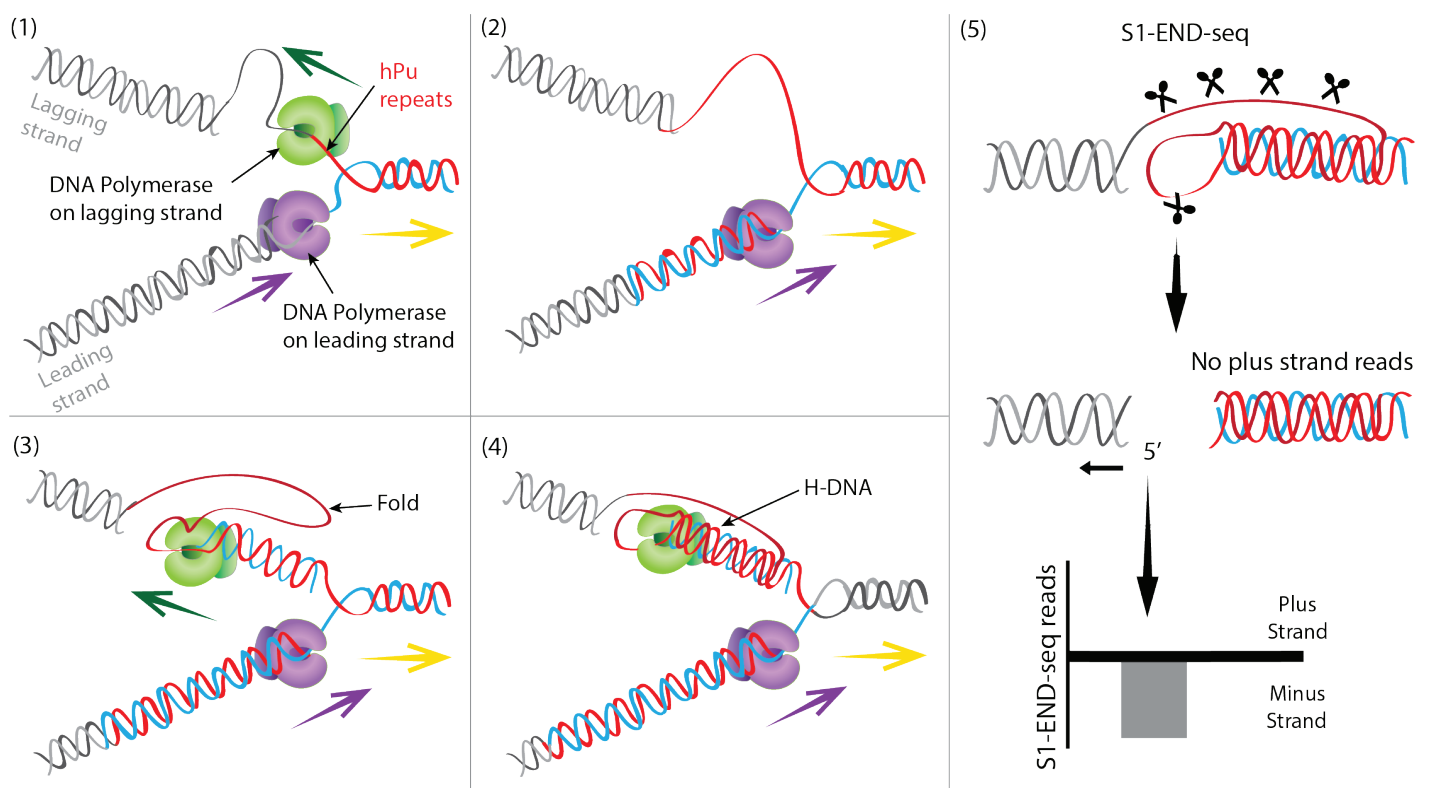 (1)
hPu
repeats
Lagging
strand
DNA Polymerase
on lagging strand
DNA Polymerase
on leading strand
Leading
strand
(2)
(3)
Fold
(4)
H-DNA
(5)
S1-END-seq
No plus strand reads
5′
S1-END-seq reads
Plus
Strand
Minus
Strand